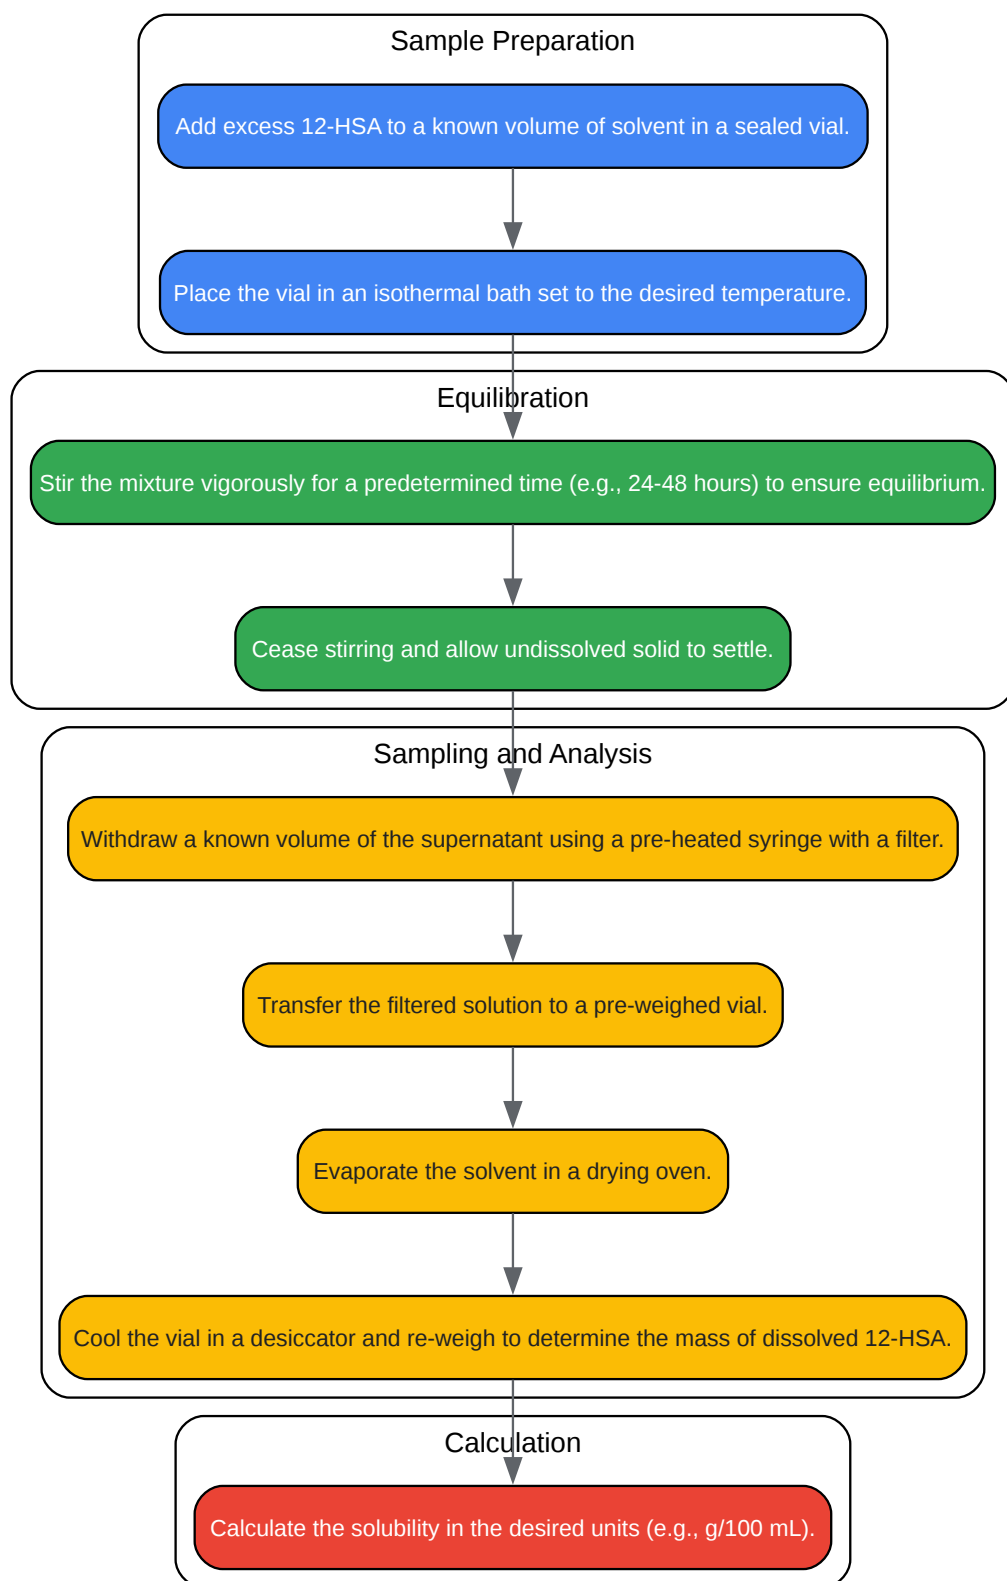 Sample Preparation
Add excess 12-HSA to a known volume of solvent in a sealed vial.
Place the vial in an isothermal bath set to the desired temperature.
Equilibration
Stir the mixture vigorously for a predetermined time (e.g., 24-48 hours) to ensure equilibrium.
Cease stirring and allow undissolved solid to settle.
Sampling and Analysis
Withdraw a known volume of the supernatant using a pre-heated syringe with a filter.
Transfer the filtered solution to a pre-weighed vial.
Evaporate the solvent in a drying oven.
Cool the vial in a desiccator and re-weigh to determine the mass of dissolved 12-HSA.
Calculation
Calculate the solubility in the desired units (e.g., g/100 mL).